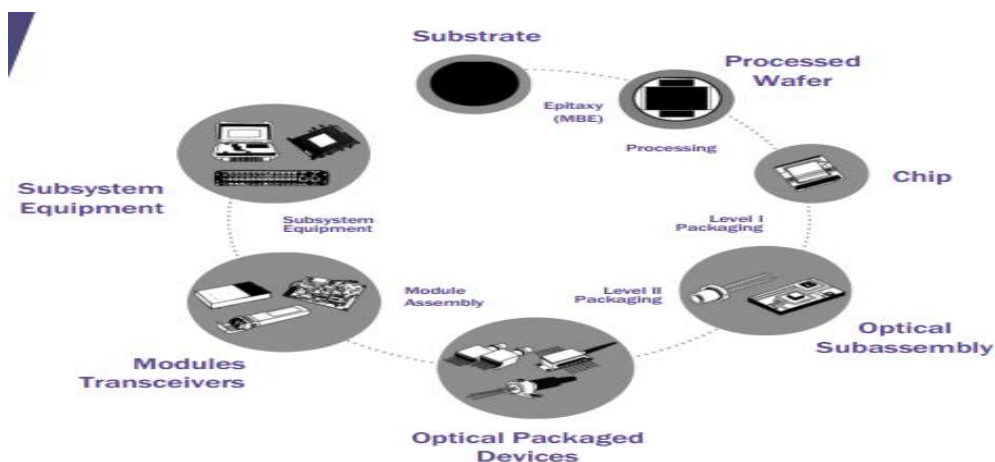 Substrate
Processed
Wafer
Epitaxy
(MBE)
Processing
Chip
Level I
Packaging
Optical
Subassembly
Level II
Packaging
Optical Packaged
Devices
Module
Assembly
Modules
Transceivers
Subsystem
Equipment
Subsystem
Equipment